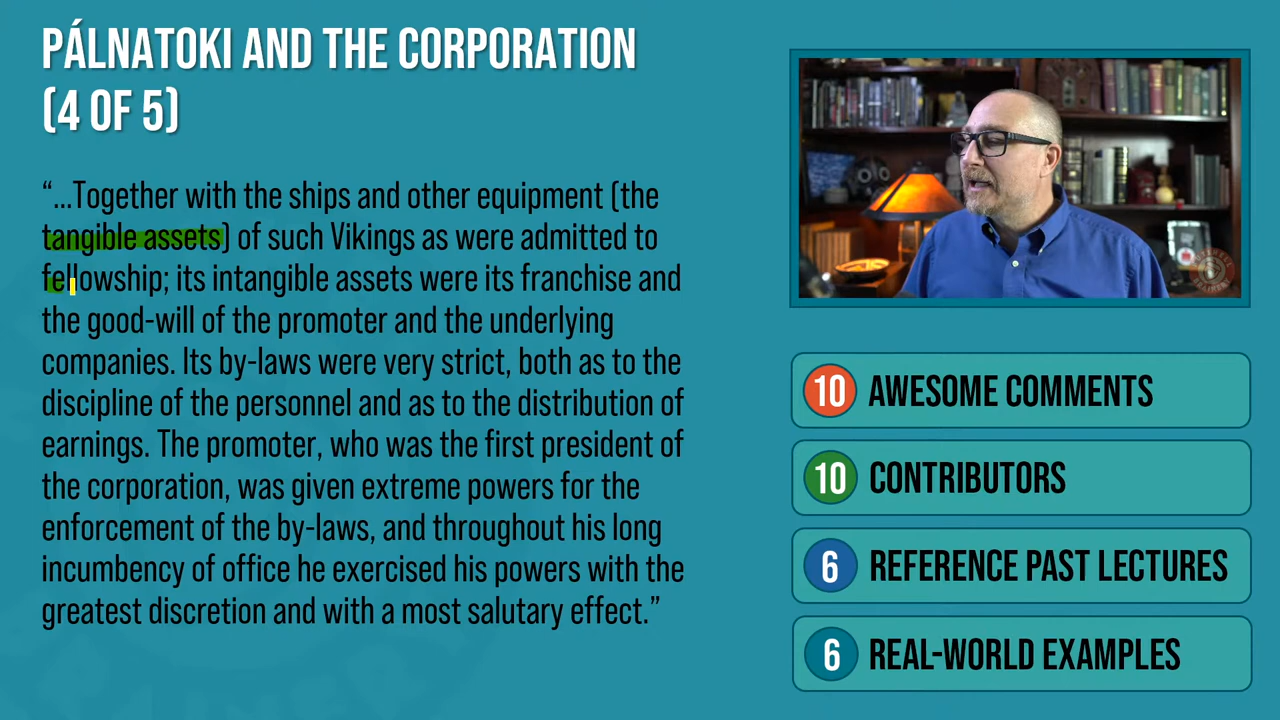 PÁLNATOKI AND THE CORPORATION
(4 OF 5)
“...Together with the ships and other equipment (the
tangible assets) of such Vikings as were admitted to
fellowship; its intangible assets were its franchise and
the good-will of the promoter and the underlying
companies. Its by-laws were very strict, both as to the
discipline of the personnel and as to the distribution of
earnings. The promoter, who was the first president of
the corporation, was given extreme powers for the
enforcement of the by-laws, and throughout his long
incumbency of office he exercised his powers with the
greatest discretion and with a most salutary effect.”
10 AWESOME COMMENTS
10 CONTRIBUTORS
6 REFERENCE PAST LECTURES
6 REAL-WORLD EXAMPLES